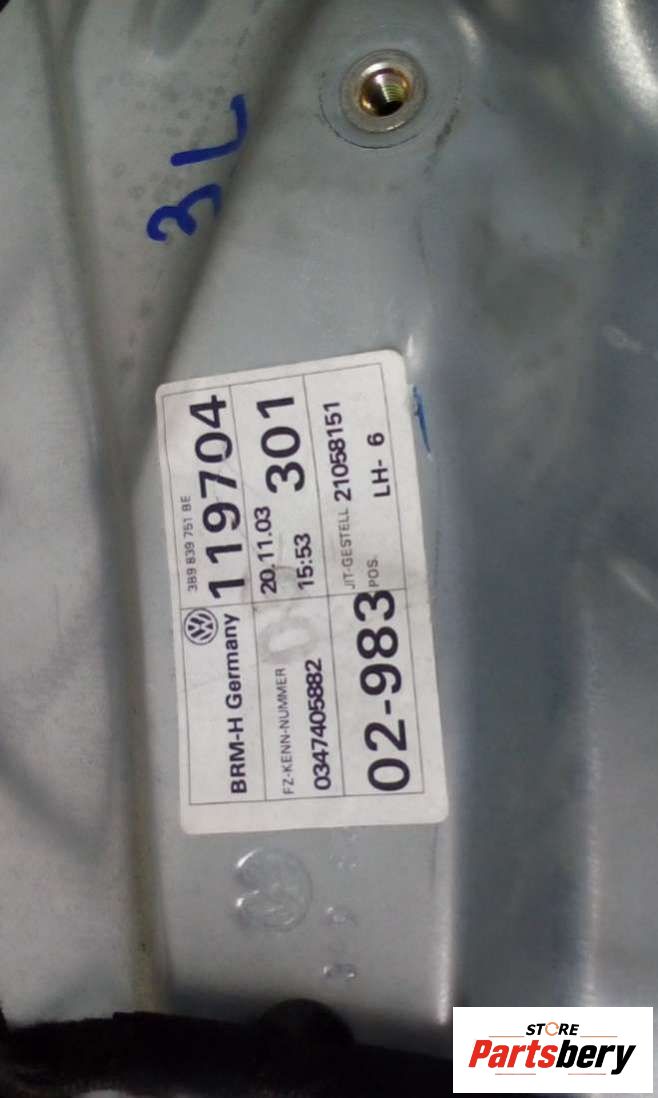 3L
3B9 839 751 BE
BRM-H Germany 119704
FZ-KENN-NUMMER 20.11.03
0347405882 15:53 301
JIT-GESTELL 21058151
02-983 POS. LH- 6
STORE
Partsbery